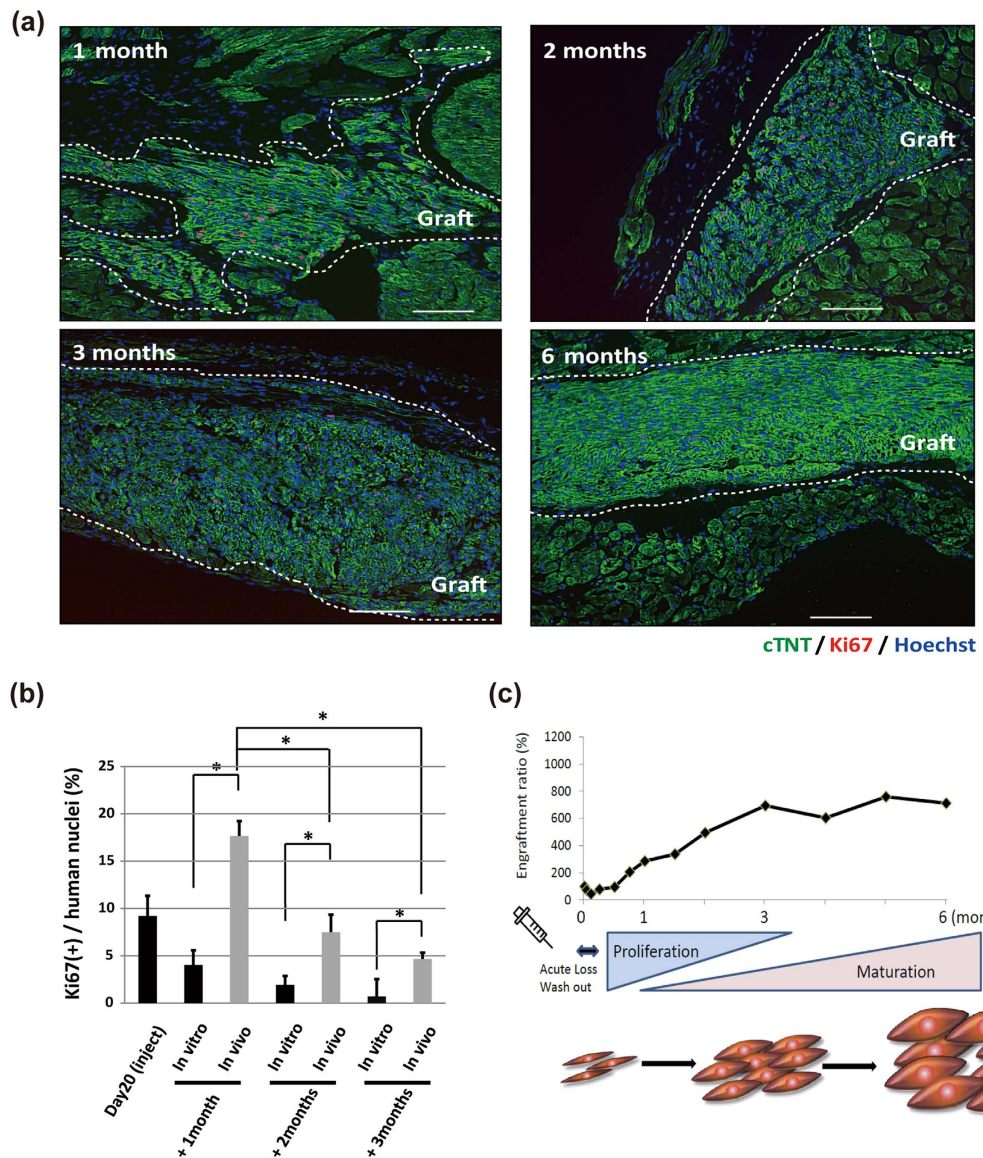 (a)
1 month
Graft
2 months
Graft
3 months
Graft
6 months
Graft
cTNT / Ki67 / Hoechst
(b)
Ki67(+) / human nuclei (%)
25
20
15
10
5
0
*
*
*
*
*
Day20 (inject)
In vitro
In vivo
In vitro
In vivo
In vitro
In vivo
+ 1month
+ 2months
+ 3months
(c)
Engraftment ratio (%)
1200
1000
800
600
400
200
0
0
1
3
6 (mon
Acute Loss
Wash out
Proliferation
Maturation